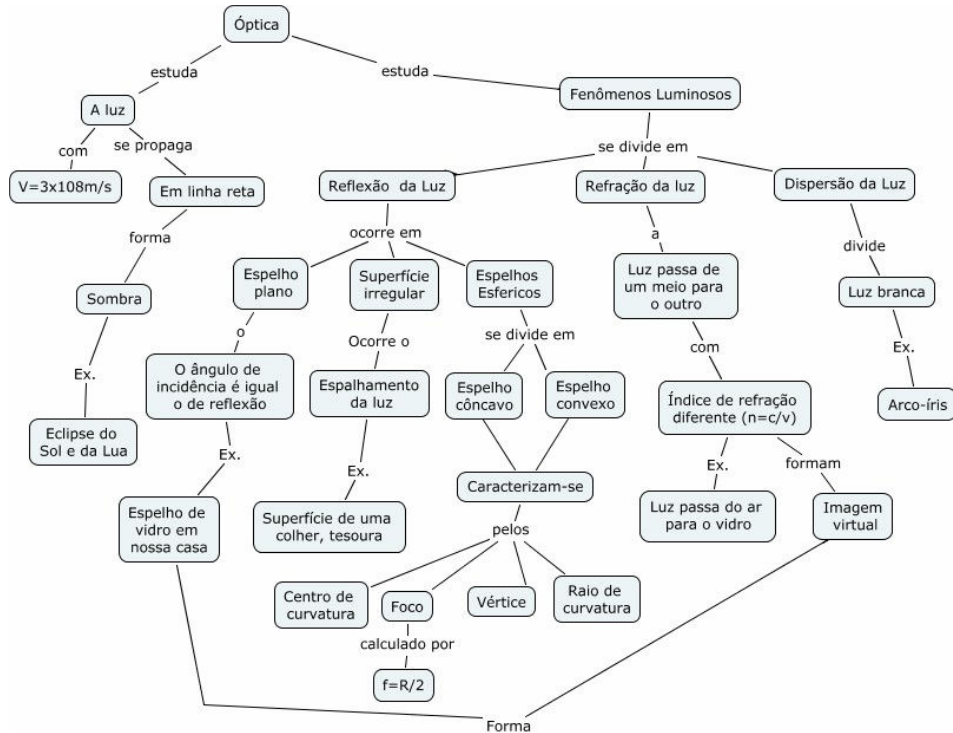 Óptica
estuda
estuda
A luz
Fenômenos Luminosos
com
se propaga
se divide em
V=3x108m/s
Em linha reta
Reflexão da Luz
Refração da luz
Dispersão da Luz
forma
ocorre em
a
divide
Sombra
Espelho
plano
Superfície
irregular
Espelhos
Esfericos
Luz passa de
um meio para
o outro
Luz branca
o
Ocorre o
se divide em
com
Ex.
Ex.
O ângulo de
incidência é igual
o de reflexão
Espalhamento
da luz
Espelho
côncavo
Espelho
convexo
Índice de refração
diferente (n=c/v)
Arco-íris
Eclipse do
Sol e da Lua
Ex.
Ex.
Caracterizam-se
Ex.
formam
Espelho de
vidro em
nossa casa
Superfície de uma
colher, tesoura
pelos
Luz passa do ar
para o vidro
Imagem
virtual
Centro de
curvatura
Foco
Vértice
Raio de
curvatura
calculado por
f=R/2
Forma